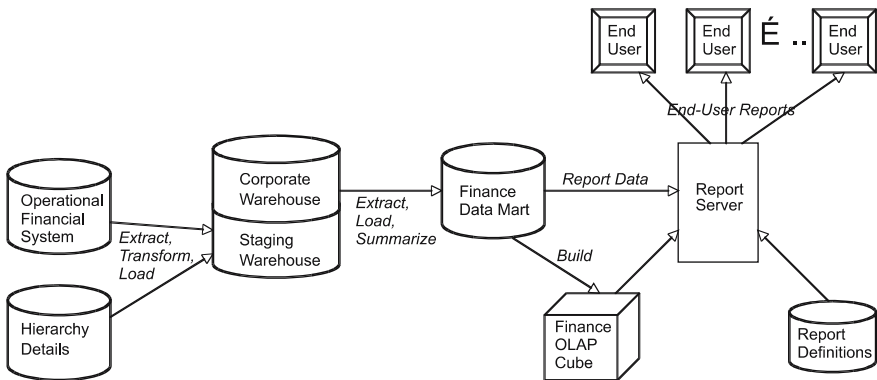 End
User
End
User
É ..
End
User
End-User Reports
Operational
Financial
System
Hierarchy
Details
Extract,
Transform,
Load
Corporate
Warehouse
Staging
Warehouse
Extract,
Load,
Summarize
Finance
Data Mart
Report Data
Build
Finance
OLAP
Cube
Report
Server
Report
Definitions